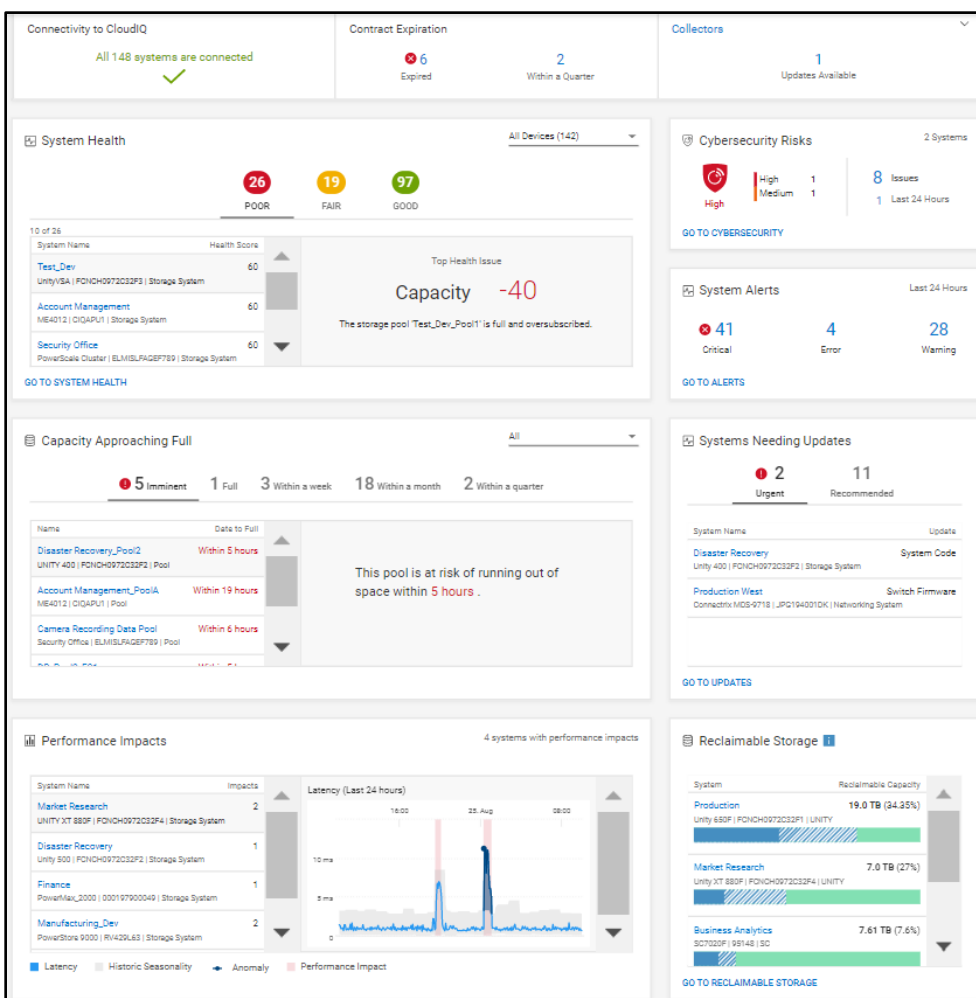 Connectivity to CloudIQ
All 148 systems are connected
Contract Expiration
6
Expired
2
Within a Quarter
Collectors
1
Updates Available
System Health
All Devices (142)
26
POOR
19
FAIR
97
GOOD
10 of 26
System Name Health Score
Test_Dev 60
UnityVSA | FCNCH0972C32F3 | Storage System
Account Management 60
ME4012 | CIQAPU1 | Storage System
Security Office 60
PowerScale Cluster | ELMISLFAGEF789 | Storage System
Top Health Issue
Capacity -40
The storage pool 'Test_Dev_Pool1' is full and oversubscribed.
GO TO SYSTEM HEALTH
Cybersecurity Risks 2 Systems
High
High 1
Medium 1
8 Issues
1 Last 24 Hours
GO TO CYBERSECURITY
System Alerts Last 24 Hours
41
Critical
4
Error
28
Warning
GO TO ALERTS
Capacity Approaching Full
All
5 Imminent 1 Full 3 Within a week 18 Within a month 2 Within a quarter
Name Date to Full
Disaster Recovery_Pool2 Within 5 hours
UNITY 400 | FCNCH0972C32F2 | Pool
Account Management_PoolA Within 19 hours
ME4012 | CIQAPU1 | Pool
Camera Recording Data Pool Within 6 hours
Security Office | ELMISLFAGEF789 | Pool
This pool is at risk of running out of
space within 5 hours .
Systems Needing Updates
2
Urgent
11
Recommended
System Name Update
Disaster Recovery System Code
Unity 400 | FCNCH0972C32F2 | Storage System
Production West Switch Firmware
Connectrix MDS-9718 | JPG194001DK | Networking System
GO TO UPDATES
Performance Impacts 4 systems with performance impacts
System Name Impacts
Market Research 2
UNITY XT 880F | FCNCH0972C32F4 | Storage System
Disaster Recovery 1
Unity 500 | FCNCH0972C32F2 | Storage System
Finance 1
PowerMax_2000 | 000197900049 | Storage System
Manufacturing_Dev 2
PowerStore 9000 | RV429L63 | Storage System
Latency (Last 24 hours)
16:00 25. Aug 08:00
10 ms
5 ms
0
Latency Historic Seasonality Anomaly Performance Impact
Reclaimable Storage
System Reclaimable Capacity
Production 19.0 TB (34.35%)
Unity 650F | FCNCH0972C32F1 | UNITY
Market Research 7.0 TB (27%)
Unity XT 880F | FCNCH0972C32F4 | UNITY
Business Analytics 7.61 TB (7.6%)
SC7020F | 95148 | SC
GO TO RECLAIMABLE STORAGE